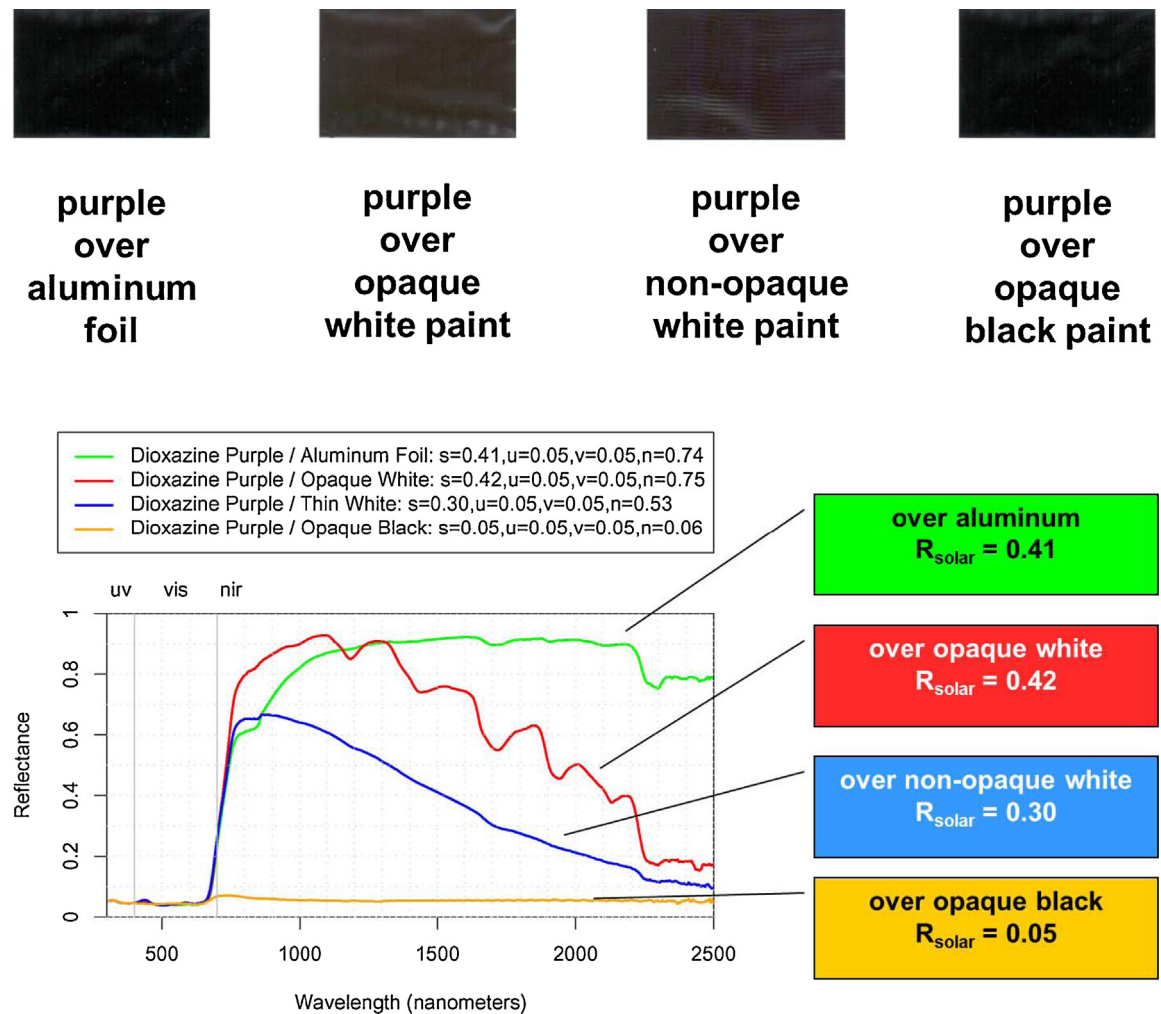 purple
over
aluminum
foil
purple
over
opaque
white paint
purple
over
non-opaque
white paint
purple
over
opaque
black paint
Dioxazine Purple / Aluminum Foil: s=0.41,u=0.05,v=0.05,n=0.74
Dioxazine Purple / Opaque White: s=0.42,u=0.05,v=0.05,n=0.75
Dioxazine Purple / Thin White: s=0.30,u=0.05,v=0.05,n=0.53
Dioxazine Purple / Opaque Black: s=0.05,u=0.05,v=0.05,n=0.06
uv vis nir
Reflectance
1
0.8
0.6
0.4
0.2
0
500 1000 1500 2000 2500
Wavelength (nanometers)
over aluminum
Rsolar = 0.41
over opaque white
Rsolar = 0.42
over non-opaque white
Rsolar = 0.30
over opaque black
Rsolar = 0.05